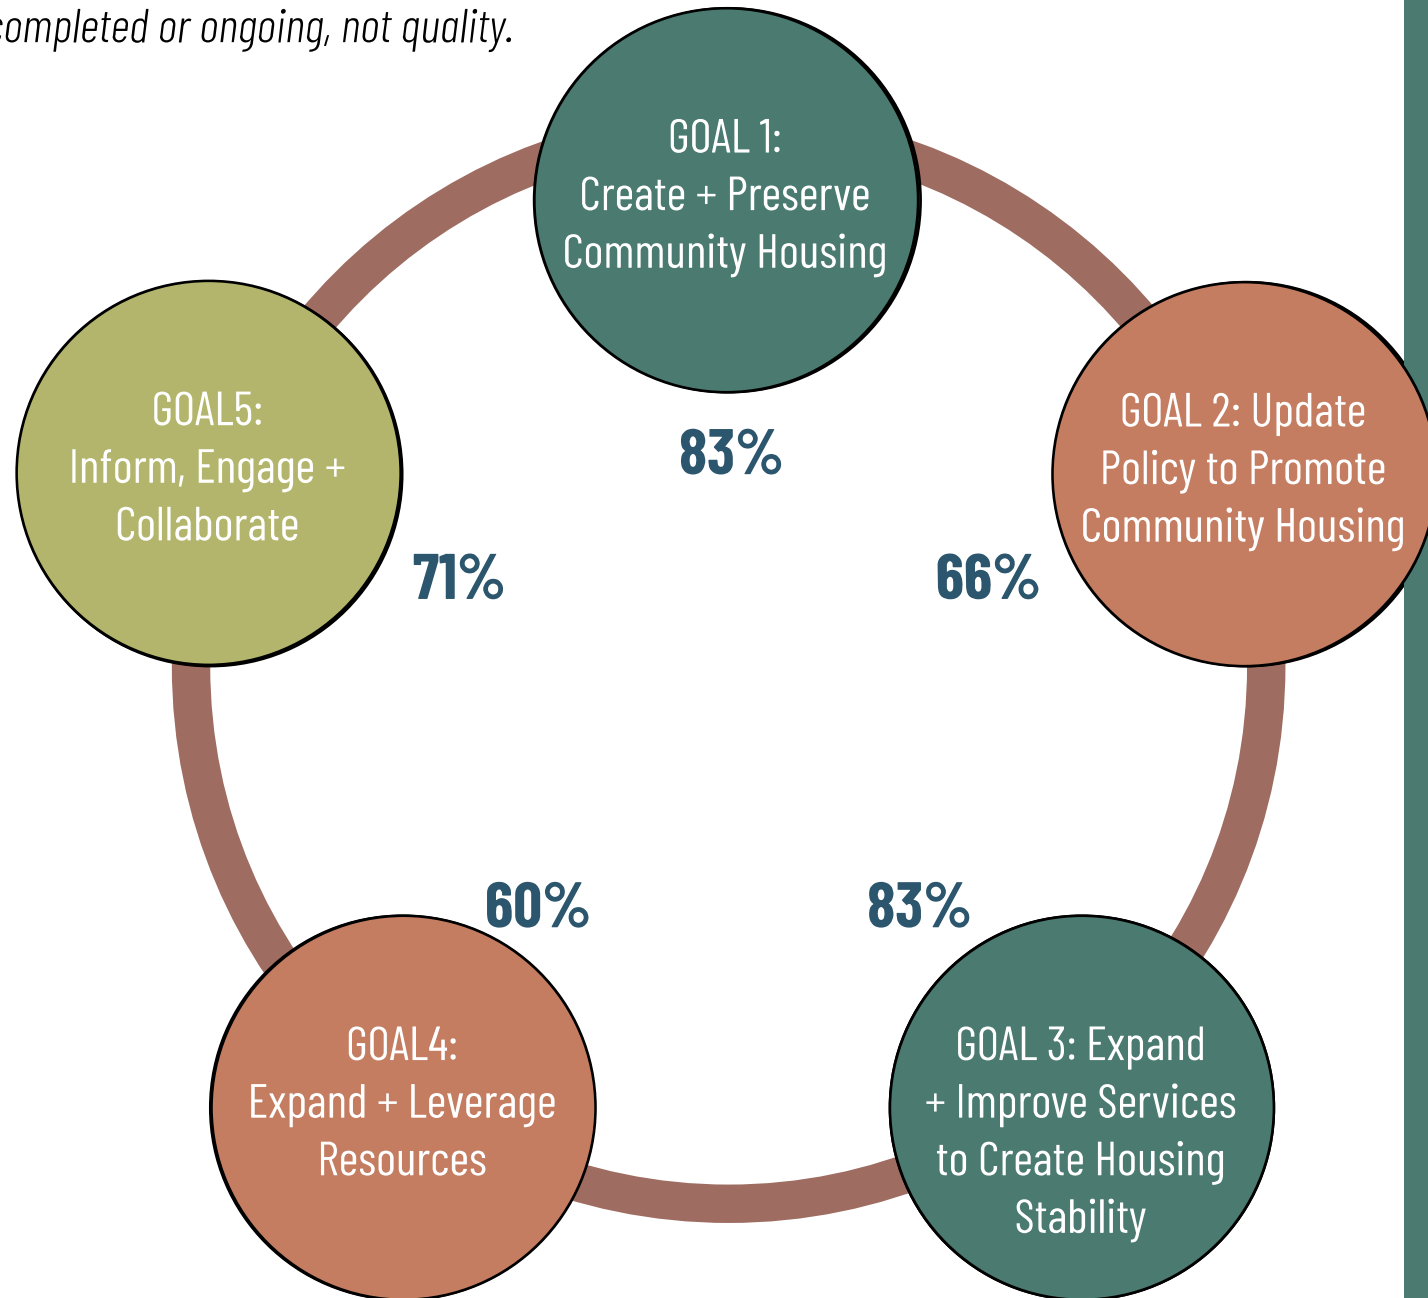 completed or ongoing, not quality.
GOAL 1:
Create + Preserve
Community Housing
83%
GOAL 2: Update
Policy to Promote
Community Housing
66%
GOAL 3: Expand
+ Improve Services
to Create Housing
Stability
83%
GOAL4:
Expand + Leverage
Resources
60%
GOAL5:
Inform, Engage +
Collaborate
71%